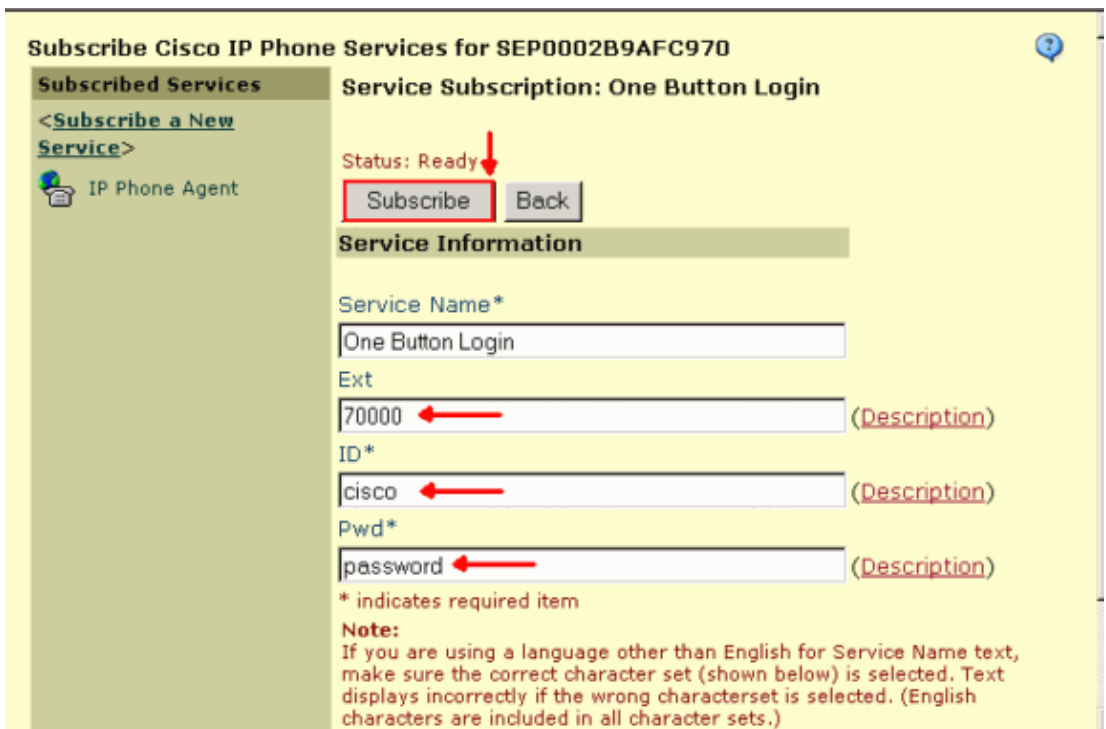 Subscribe Cisco IP Phone Services for SEP0002B9AFC970
Subscribed Services
<Subscribe a New
Service>
IP Phone Agent
Service Subscription: One Button Login
Status: Ready
Subscribe Back
Service Information
Service Name*
One Button Login
Ext
70000 (Description)
ID*
cisco (Description)
Pwd*
password (Description)
* indicates required item
Note:
If you are using a language other than English for Service Name text,
make sure the correct character set (shown below) is selected. Text
displays incorrectly if the wrong characterset is selected. (English
characters are included in all character sets.)